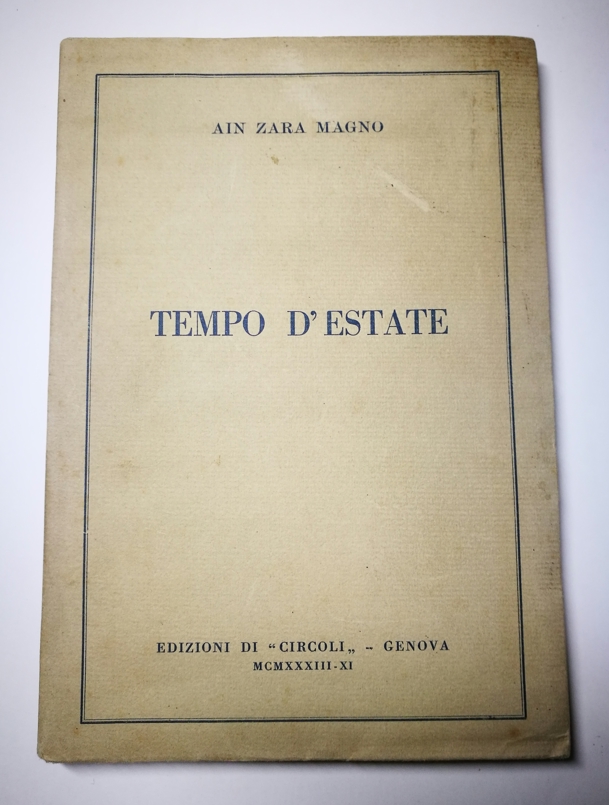 AIN ZARA MAGNO
TEMPO D'ESTATE
EDIZIONI DI “CIRCOLI„ - GENOVA
MCMXXXIII-XI